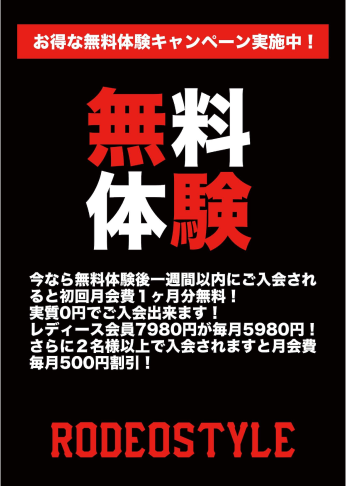 お得な無料体験キャンペーン実施中！
無料
体験
今なら無料体験後一週間以内にご入会され
ると初回月会費１ヶ月分無料！
実質0円でご入会出来ます！
レディース会員7980円が毎月5980円！
さらに２名様以上で入会されますと月会費
毎月500円割引！
RODEOSTYLE